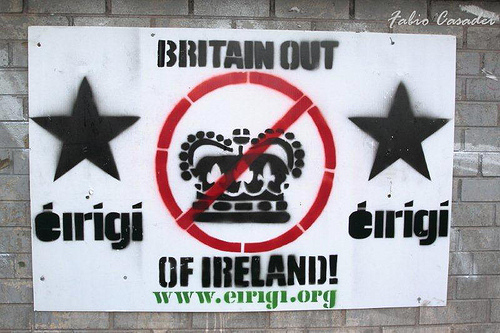 Fabio Casadei
BRITAIN OUT
éirígí
éirígí
OF IRELAND!
www.eirigi.org